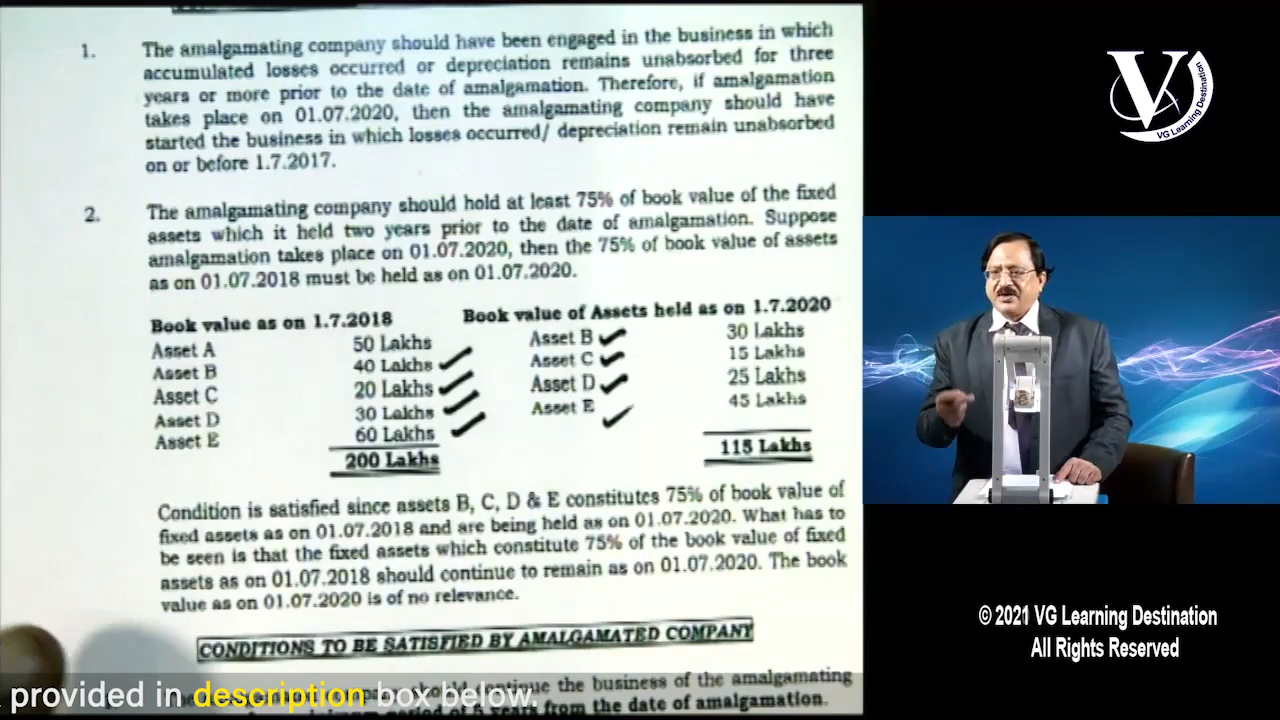 1. The amalgamating company should have been engaged in the business in which
accumulated losses occurred or depreciation remains unabsorbed for three
years or more prior to the date of amalgamation. Therefore, if amalgamation
takes place on 01.07.2020, then the amalgamating company should have
started the business in which losses occurred/ depreciation remain unabsorbed
on or before 1.7.2017.
2. The amalgamating company should hold at least 75% of book value of the fixed
assets which it held two years prior to the date of amalgamation. Suppose
amalgamation takes place on 01.07.2020, then the 75% of book value of assets
as on 01.07.2018 must be held as on 01.07.2020.
Book value as on 1.7.2018 Book value of Assets held as on 1.7.2020
Asset A 50 Lakhs Asset B 30 Lakhs
Asset B 40 Lakhs Asset C 15 Lakhs
Asset C 20 Lakhs Asset D 25 Lakhs
Asset D 30 Lakhs Asset E 45 Lakhs
Asset E 60 Lakhs
200 Lakhs 115 Lakhs
Condition is satisfied since assets B, C, D & E constitutes 75% of book value of
fixed assets as on 01.07.2018 and are being held as on 01.07.2020. What has to
be seen is that the fixed assets which constitute 75% of the book value of fixed
assets as on 01.07.2018 should continue to remain as on 01.07.2020. The book
value as on 01.07.2020 is of no relevance.
CONDITIONS TO BE SATISFIED BY AMALGAMATED COMPANY
continue the business of the amalgamating
years from the date of amalgamation.
provided in description box below.
V
VG Learning Destination
© 2021 VG Learning Destination
All Rights Reserved